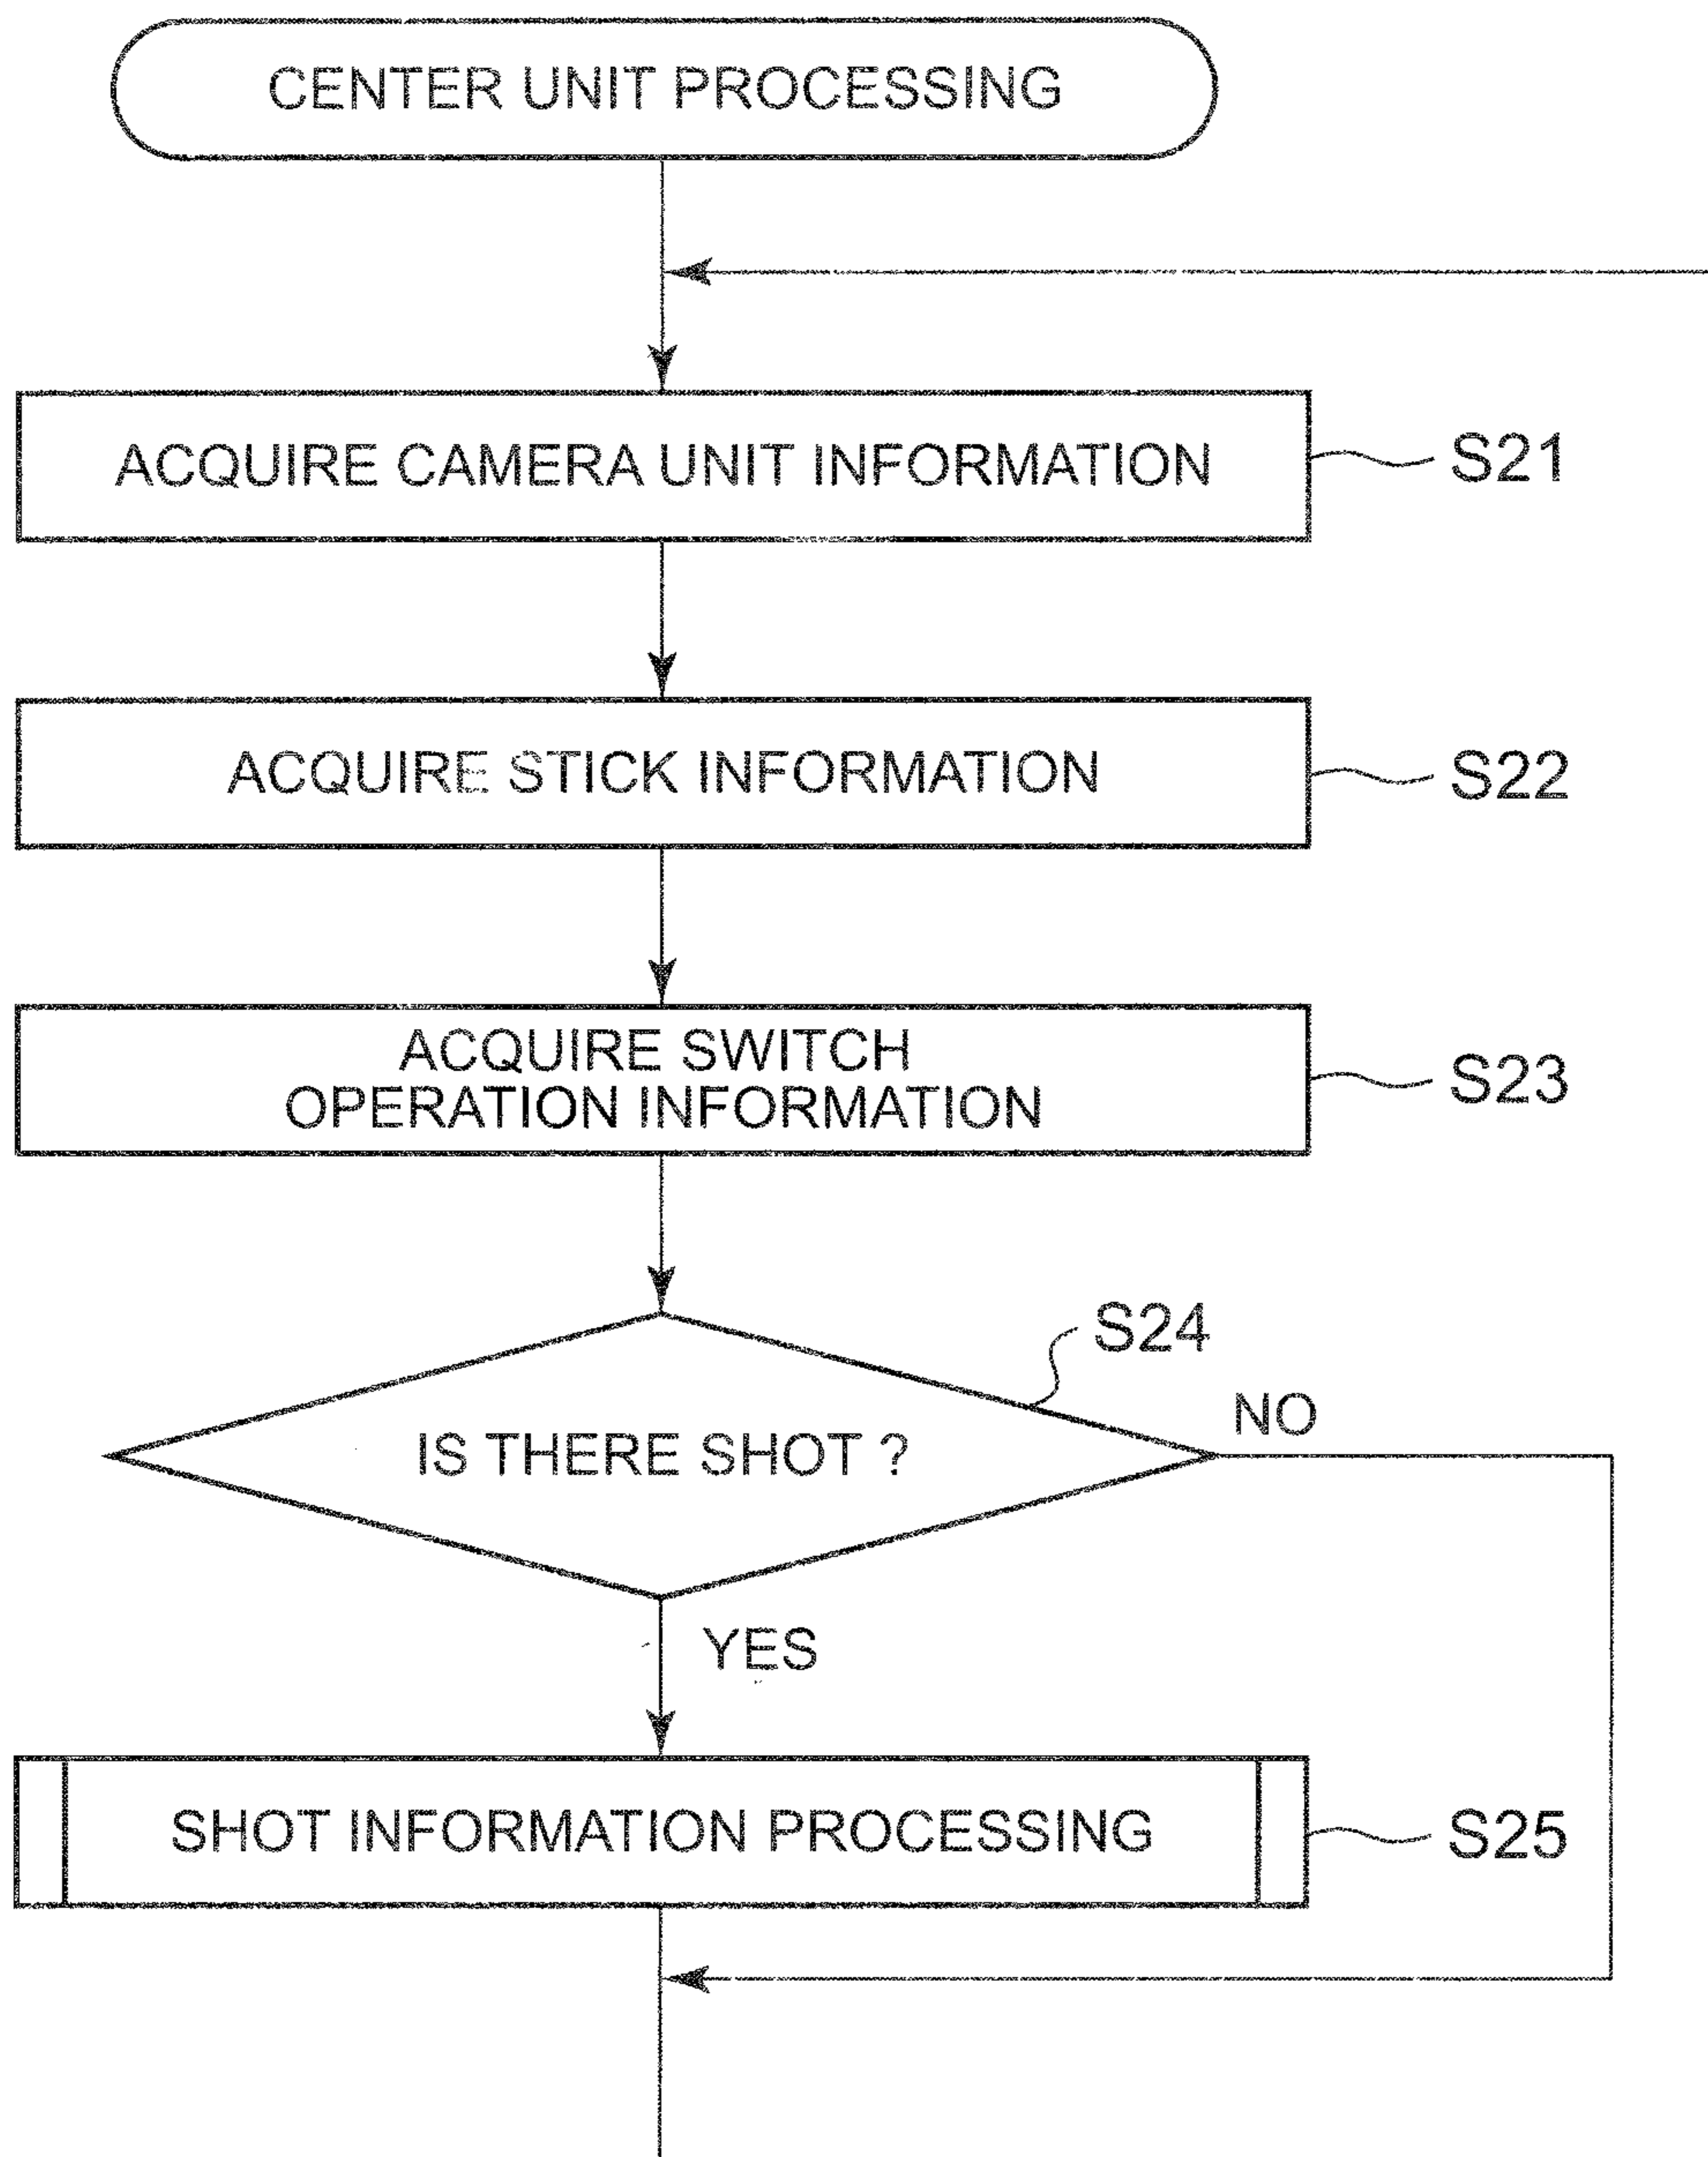 CENTER UNIT PROCESSING
ACQUIRE CAMERA UNIT INFORMATION
S21
ACQUIRE STICK INFORMATION
S22
ACQUIRE SWITCH
OPERATION INFORMATION
S23
S24
NO
IS THERE SHOT ?
YES
SHOT INFORMATION PROCESSING
S25